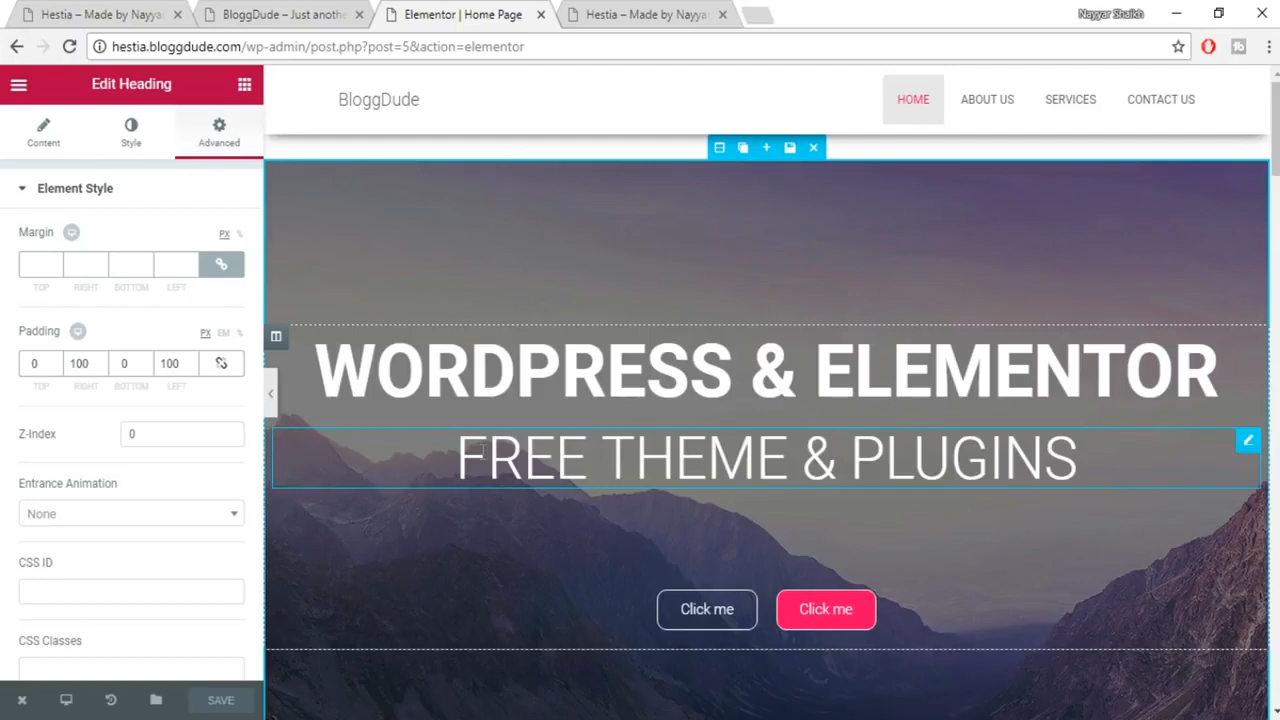 Hestia – Made by Nayyar
BloggDude – Just anothe
Elementor | Home Page
Hestia – Made by Nayyar
Nayyar Shaikh
hestia.bloggdude.com/wp-admin/post.php?post=5&action=elementor
Edit Heading
BloggDude
HOME
ABOUT US
SERVICES
CONTACT US
Content
Style
Advanced
Element Style
Margin
PX %
TOP RIGHT BOTTOM LEFT
Padding
PX EM %
0 100 0 100
TOP RIGHT BOTTOM LEFT
Z-Index
0
Entrance Animation
None
CSS ID
CSS Classes
SAVE
WORDPRESS & ELEMENTOR
FREE THEME & PLUGINS
Click me
Click me